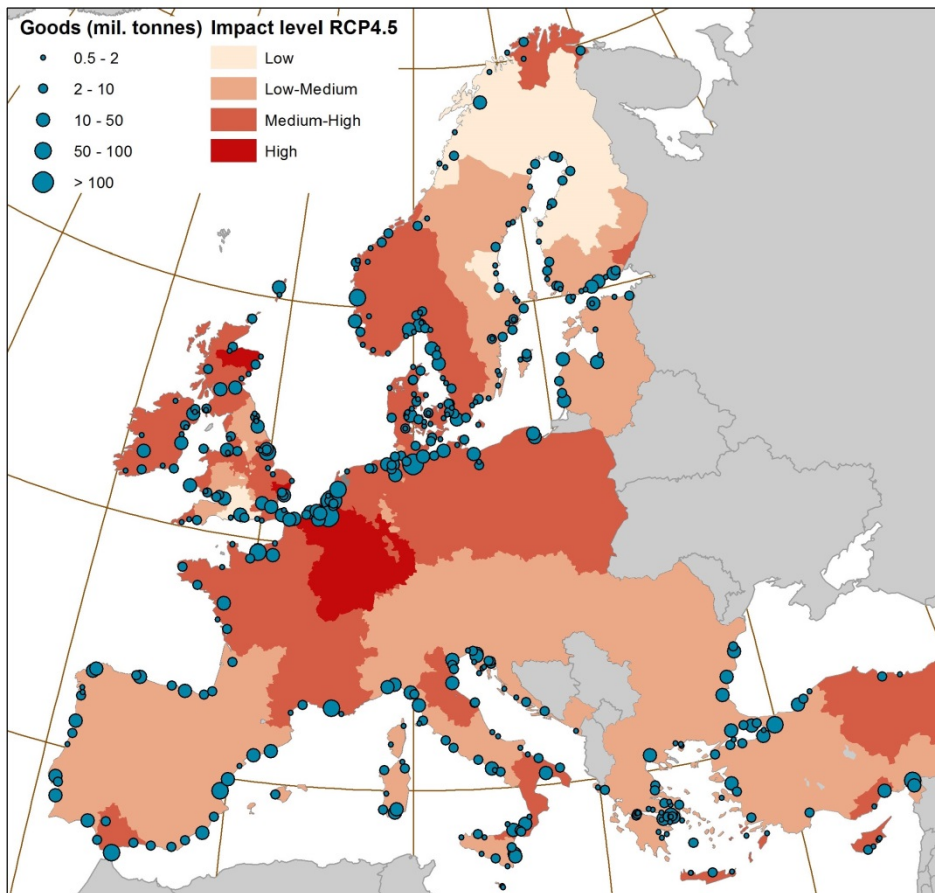 Goods (mil. tonnes) Impact level RCP4.5
0.5 - 2 Low
2 - 10 Low-Medium
10 - 50 Medium-High
50 - 100 High
> 100